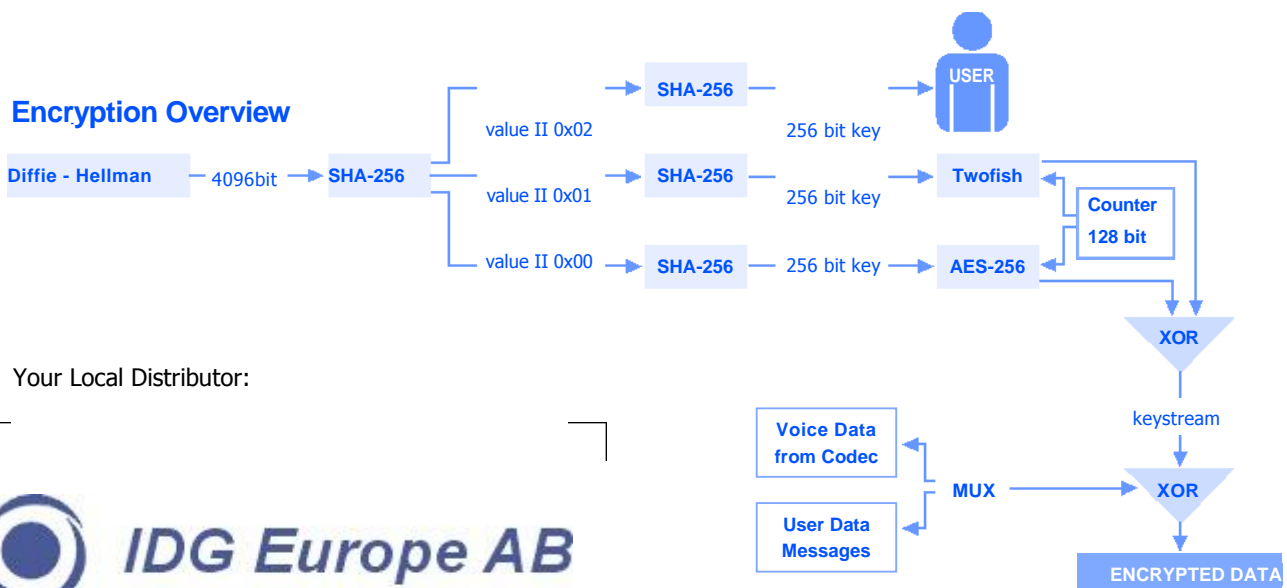 Encryption Overview
USER
SHA-256
value II 0x02
256 bit key
Diffie - Hellman
4096bit
SHA-256
value II 0x01
SHA-256
256 bit key
Twofish
Counter
128 bit
value II 0x00
SHA-256
256 bit key
AES-256
XOR
Your Local Distributor:
keystream
Voice Data
from Codec
MUX
XOR
User Data
Messages
IDG Europe AB
ENCRYPTED DATA